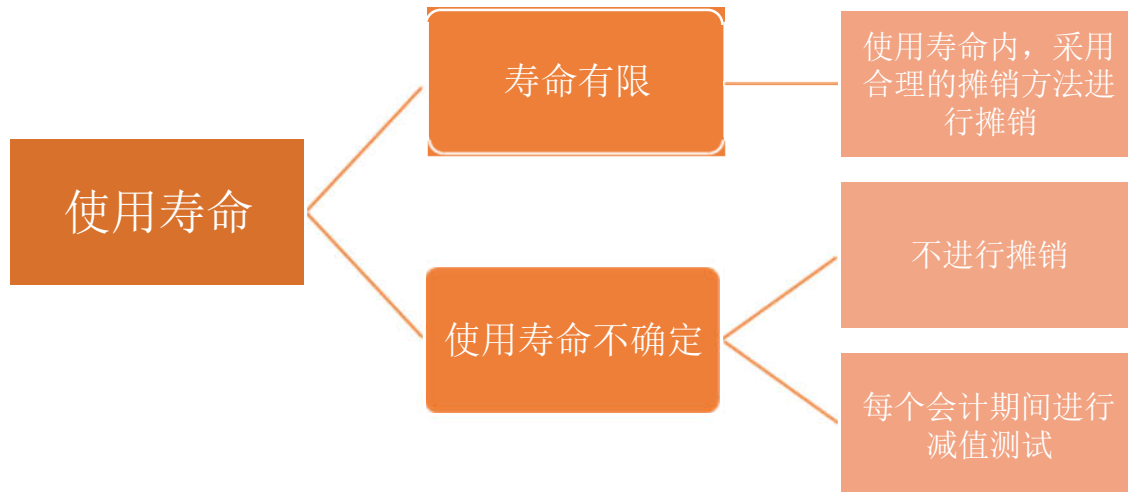 使用寿命
寿命有限
使用寿命内，采用
合理的摊销方法进
行摊销
使用寿命不确定
不进行摊销
每个会计期间进行
减值测试